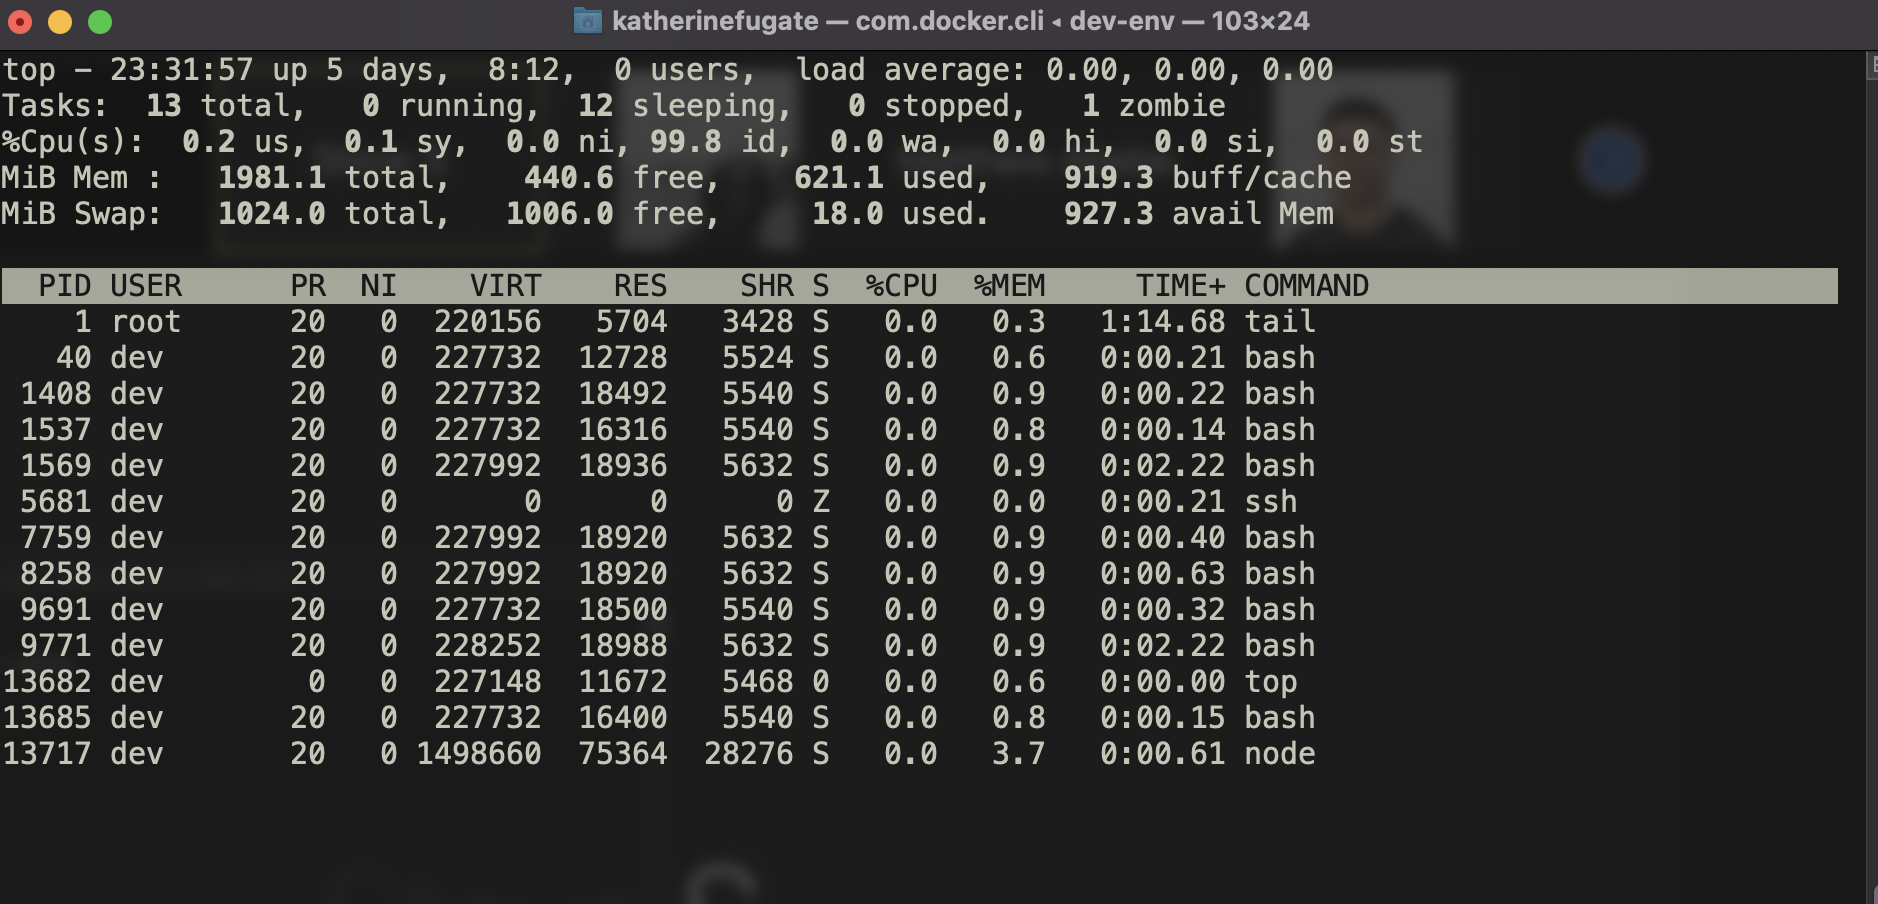 katherinefugate — com.docker.cli ◂ dev-env — 103×24
top - 23:31:57 up 5 days,  8:12,  0 users,  load average: 0.00, 0.00, 0.00
Tasks:  13 total,   0 running,  12 sleeping,   0 stopped,   1 zombie
%Cpu(s):  0.2 us,  0.1 sy,  0.0 ni, 99.8 id,  0.0 wa,  0.0 hi,  0.0 si,  0.0 st
MiB Mem :   1981.1 total,    440.6 free,    621.1 used,    919.3 buff/cache
MiB Swap:   1024.0 total,   1006.0 free,     18.0 used.    927.3 avail Mem
  PID USER      PR  NI    VIRT    RES    SHR S  %CPU  %MEM     TIME+ COMMAND
    1 root      20   0  220156   5704   3428 S   0.0   0.3   1:14.68 tail
   40 dev       20   0  227732  12728   5524 S   0.0   0.6   0:00.21 bash
 1408 dev       20   0  227732  18492   5540 S   0.0   0.9   0:00.22 bash
 1537 dev       20   0  227732  16316   5540 S   0.0   0.8   0:00.14 bash
 1569 dev       20   0  227992  18936   5632 S   0.0   0.9   0:02.22 bash
 5681 dev       20   0       0      0      0 Z   0.0   0.0   0:00.21 ssh
 7759 dev       20   0  227992  18920   5632 S   0.0   0.9   0:00.40 bash
 8258 dev       20   0  227992  18920   5632 S   0.0   0.9   0:00.63 bash
 9691 dev       20   0  227732  18500   5540 S   0.0   0.9   0:00.32 bash
 9771 dev       20   0  228252  18988   5632 S   0.0   0.9   0:02.22 bash
13682 dev        0   0  227148  11672   5468 0   0.0   0.6   0:00.00 top
13685 dev       20   0  227732  16400   5540 S   0.0   0.8   0:00.15 bash
13717 dev       20   0 1498660  75364  28276 S   0.0   3.7   0:00.61 node